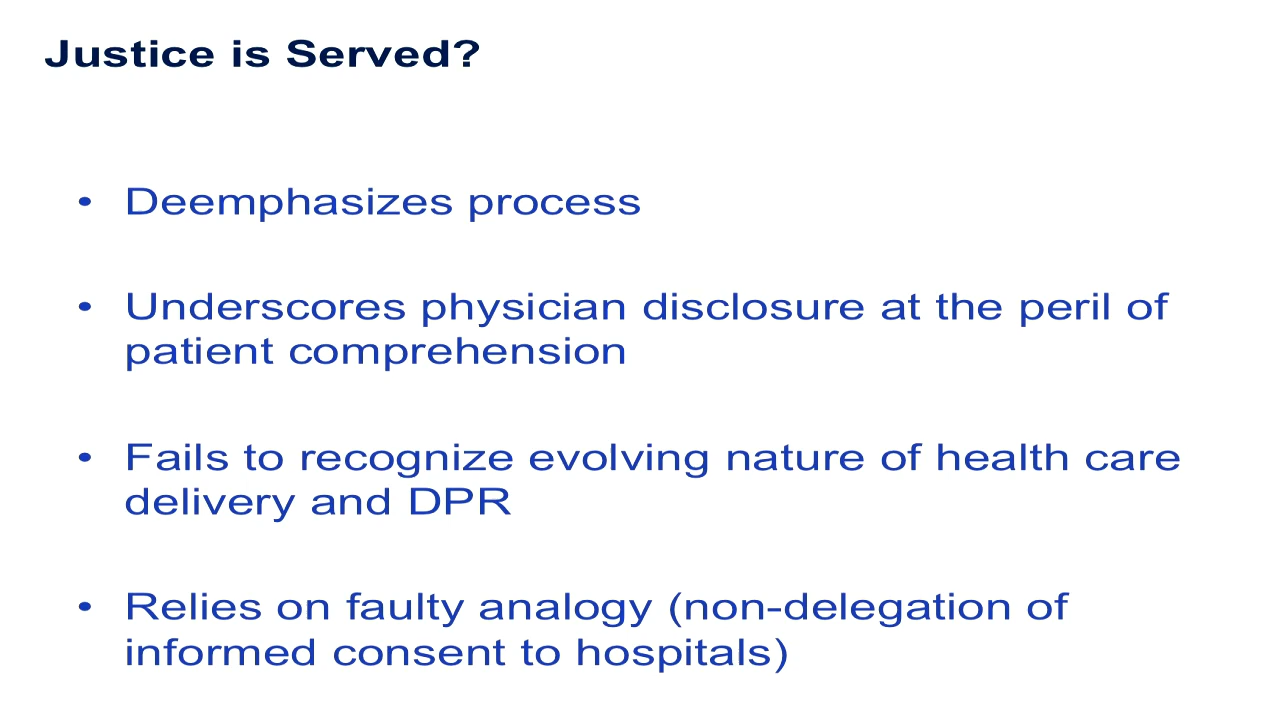 Justice is Served?
• Deemphasizes process
• Underscores physician disclosure at the peril of
patient comprehension
• Fails to recognize evolving nature of health care
delivery and DPR
• Relies on faulty analogy (non-delegation of
informed consent to hospitals)